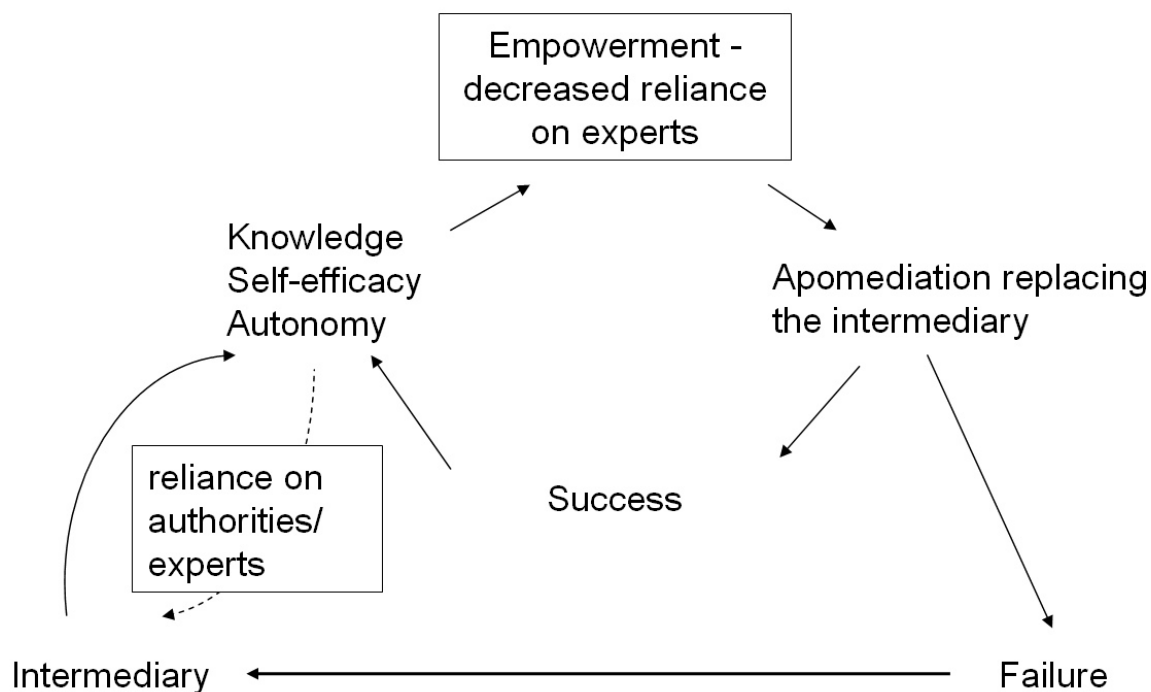 Empowerment -
decreased reliance
on experts
Knowledge
Self-efficacy
Autonomy
Apomediation replacing
the intermediary
reliance on
authorities/
experts
Success
Intermediary
Failure